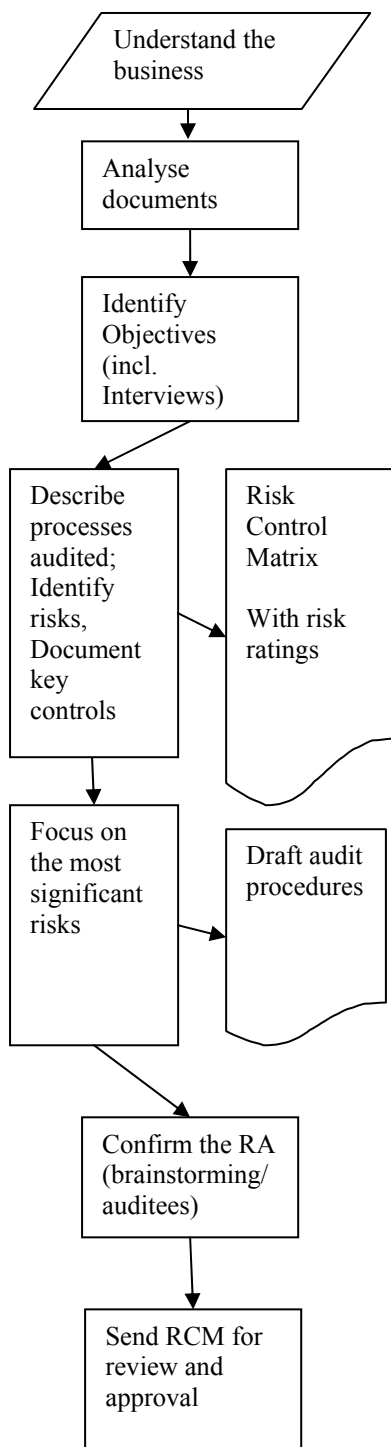 Understand the
business
Analyse
documents
Identify
Objectives
(incl.
Interviews)
Describe
processes
audited;
Identify
risks,
Document
key
controls
Risk
Control
Matrix
With risk
ratings
Focus on
the most
significant
risks
Draft audit
procedures
Confirm the RA
(brainstorming/
auditees)
Send RCM for
review and
approval